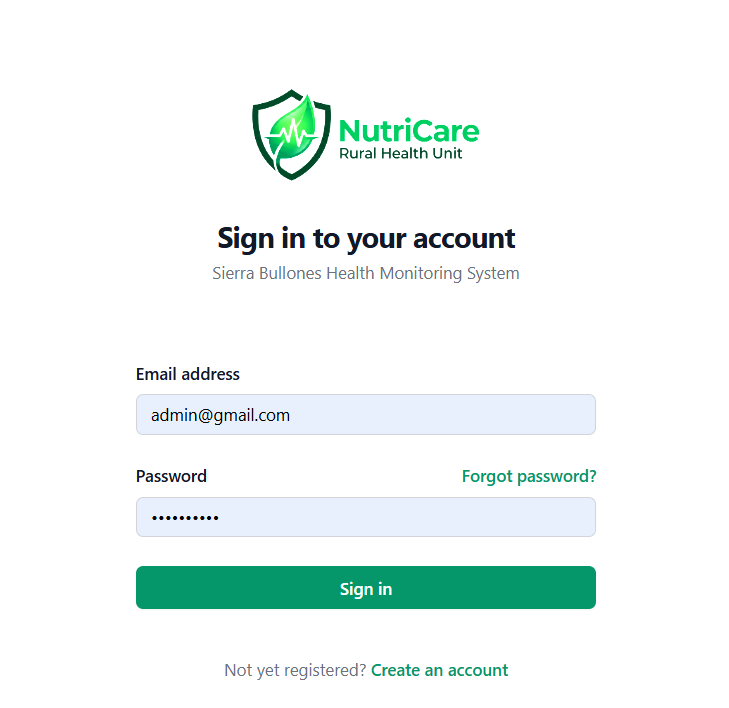 NutriCare
Rural Health Unit
Sign in to your account
Sierra Bullones Health Monitoring System
Email address
admin@gmail.com
Password Forgot password?
••••••••••
Sign in
Not yet registered? Create an account